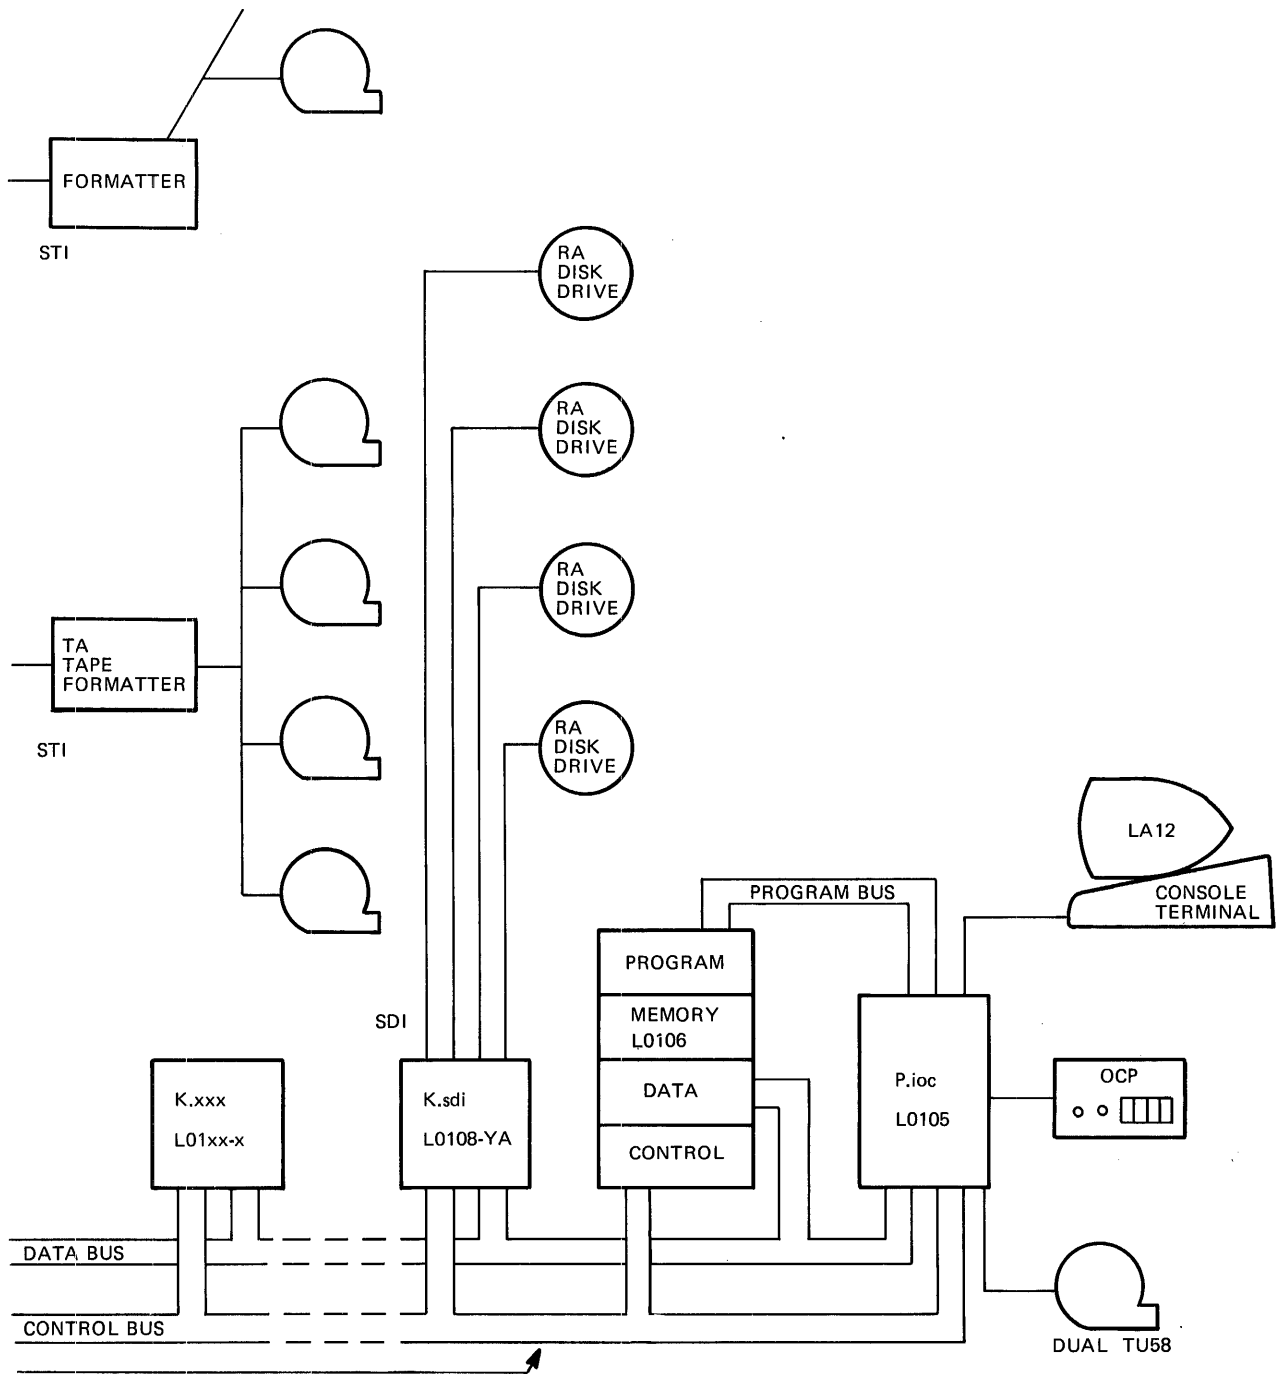 FORMATTER
STI
RA
DISK
DRIVE
RA
DISK
DRIVE
RA
DISK
DRIVE
TA
TAPE
FORMATTER
STI
RA
DISK
DRIVE
LA12
CONSOLE
TERMINAL
PROGRAM BUS
PROGRAM
MEMORY
L0106
DATA
CONTROL
SDI
K.xxx
L01xx-x
K.sdi
L0108-YA
P.ioc
L0105
OCP
DATA BUS
CONTROL BUS
DUAL TU58